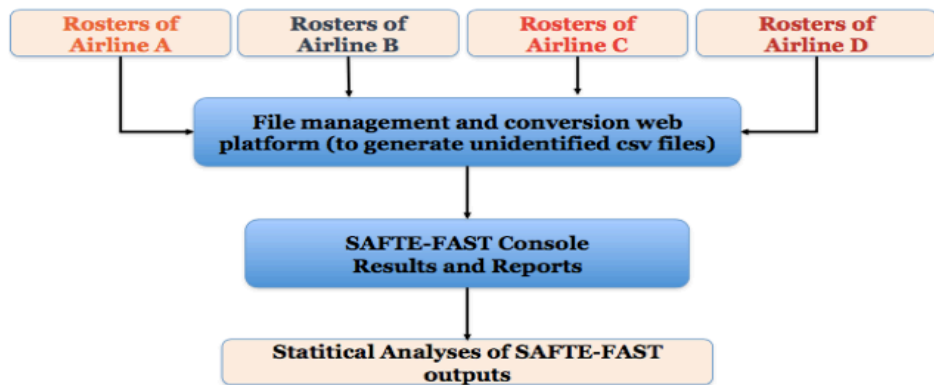 Rosters of
Airline A
Rosters of
Airline B
Rosters of
Airline C
Rosters of
Airline D
File management and conversion web
platform (to generate unidentified csv files)
SAFTE-FAST Console
Results and Reports
Statitical Analyses of SAFTE-FAST
outputs